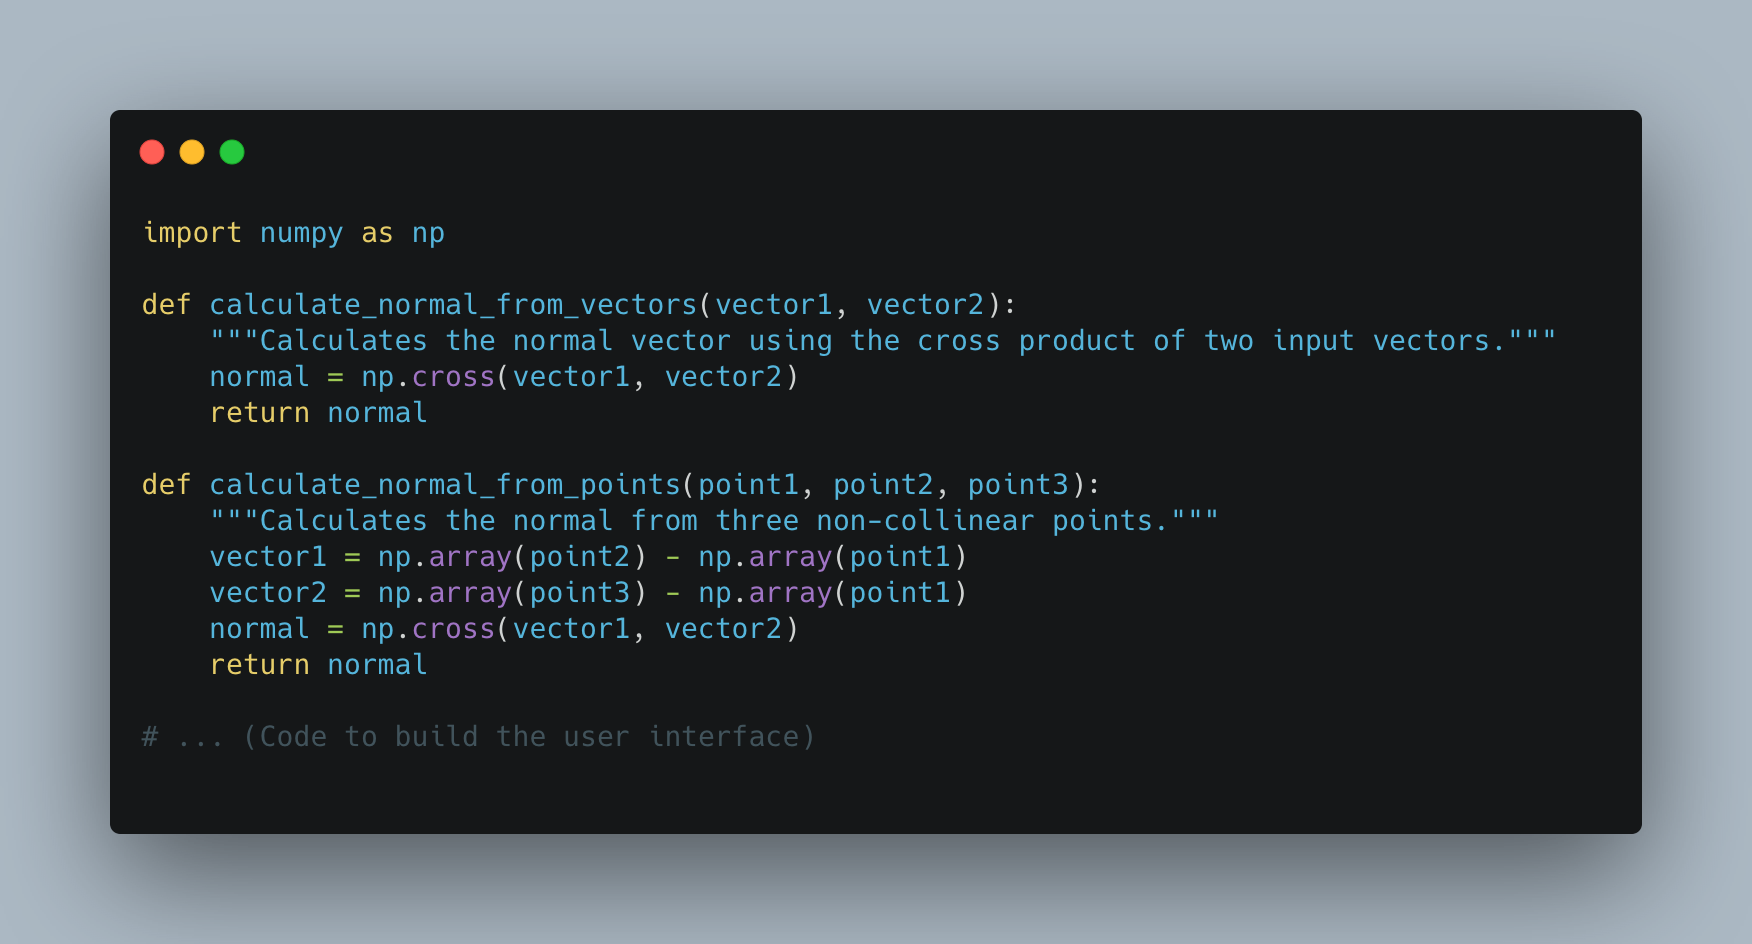 import numpy as np
def calculate_normal_from_vectors(vector1, vector2):
    """Calculates the normal vector using the cross product of two input vectors."""
    normal = np.cross(vector1, vector2)
    return normal
def calculate_normal_from_points(point1, point2, point3):
    """Calculates the normal from three non-collinear points."""
    vector1 = np.array(point2) - np.array(point1)
    vector2 = np.array(point3) - np.array(point1)
    normal = np.cross(vector1, vector2)
    return normal
# ... (Code to build the user interface)